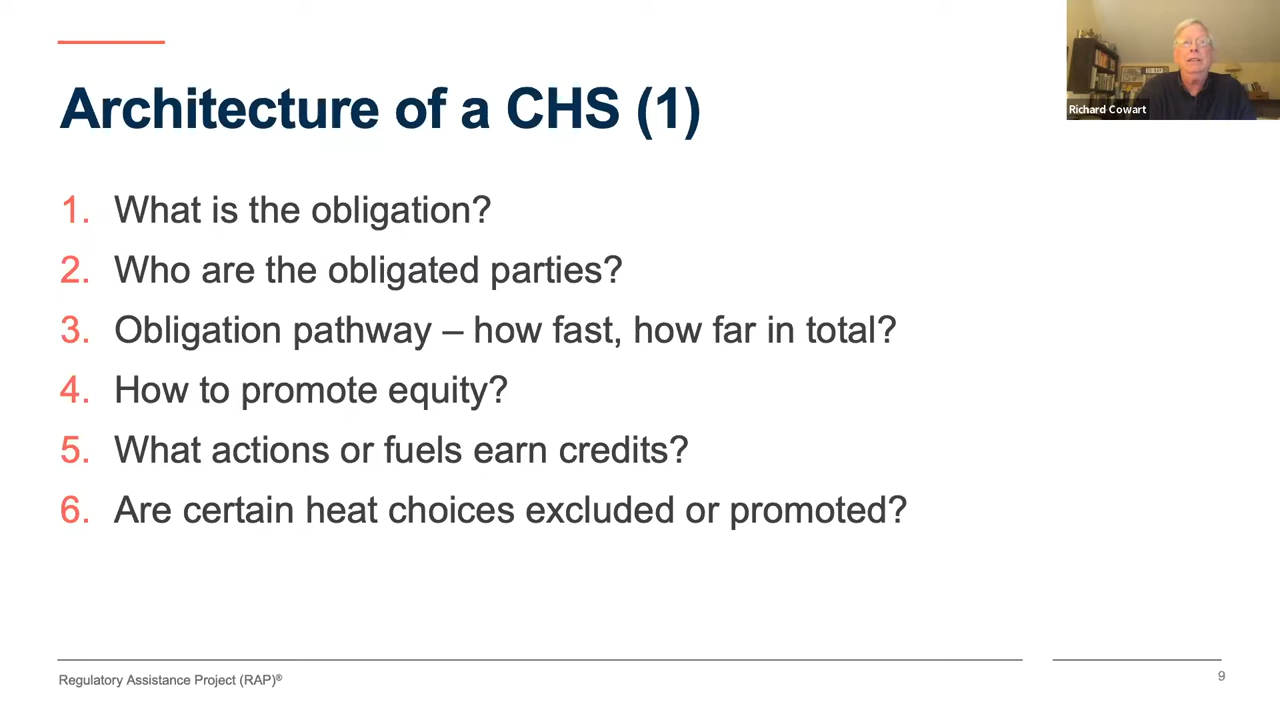 Architecture of a CHS (1)
Richard Cowart
1. What is the obligation?
2. Who are the obligated parties?
3. Obligation pathway – how fast, how far in total?
4. How to promote equity?
5. What actions or fuels earn credits?
6. Are certain heat choices excluded or promoted?
Regulatory Assistance Project (RAP)®
9